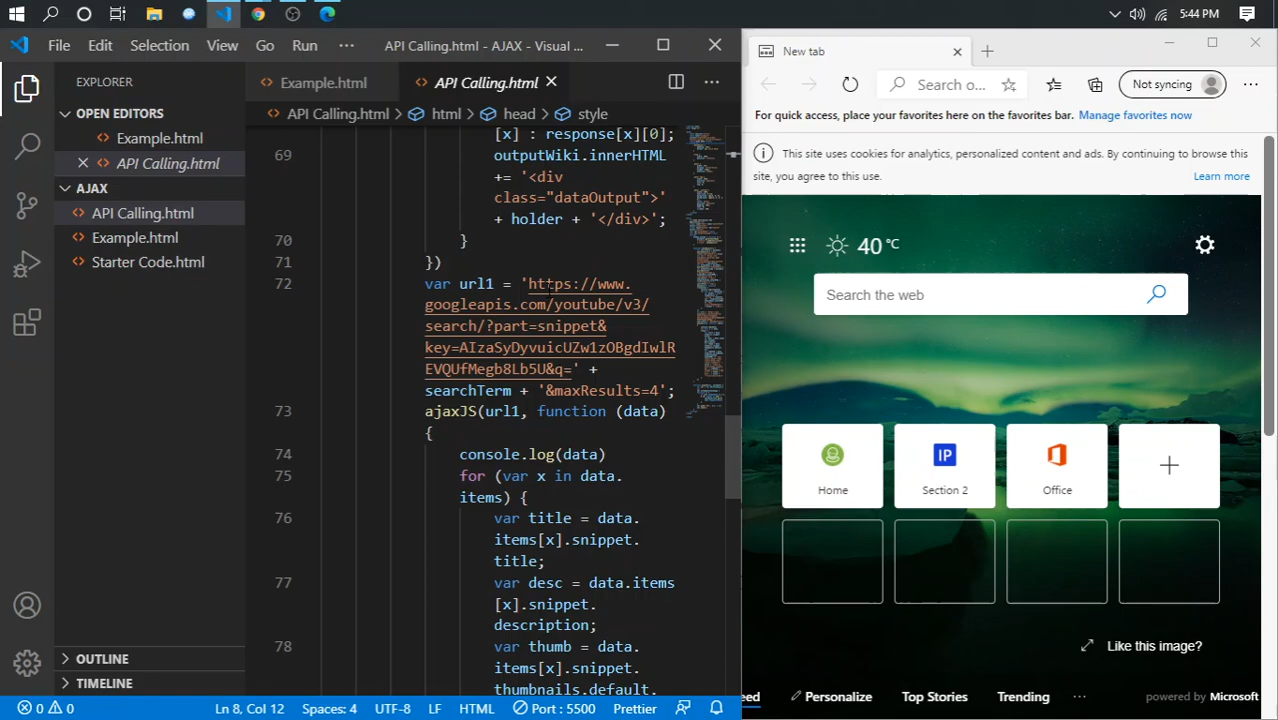 5:44 PM
File Edit Selection View Go Run ··· API Calling.html - AJAX - Visual ...
EXPLORER
OPEN EDITORS
Example.html
API Calling.html
AJAX
API Calling.html
Example.html
Starter Code.html
OUTLINE
TIMELINE
Example.html API Calling.html
API Calling.html > html > head > style
[x] : response[x][0];
69 outputWiki.innerHTML
+= '<div
class="dataOutput">'
+ holder + '</div>';
70 }
71 })
72 var url1 = 'https://www.
googleapis.com/youtube/v3/
search/?part=snippet&
key=AIzaSyDyvuicUZw1zOBgdIwlR
EVQUfMegb8Lb5U&q=' +
searchTerm + '&maxResults=4';
73 ajaxJS(url1, function (data)
{
74 console.log(data)
75 for (var x in data.
items) {
76 var title = data.
items[x].snippet.
title;
77 var desc = data.items
[x].snippet.
description;
78 var thumb = data.
items[x].snippet.
thumbnails.default.
0 0 Ln 8, Col 12 Spaces: 4 UTF-8 LF HTML Port : 5500 Prettier
New tab
Search o... Not syncing
For quick access, place your favorites here on the favorites bar. Manage favorites now
This site uses cookies for analytics, personalized content and ads. By continuing to browse this
site, you agree to this use. Learn more
40 °C
Search the web
Home Section 2 Office
IP
Like this image?
eed Personalize Top Stories Trending ··· powered by Microsoft